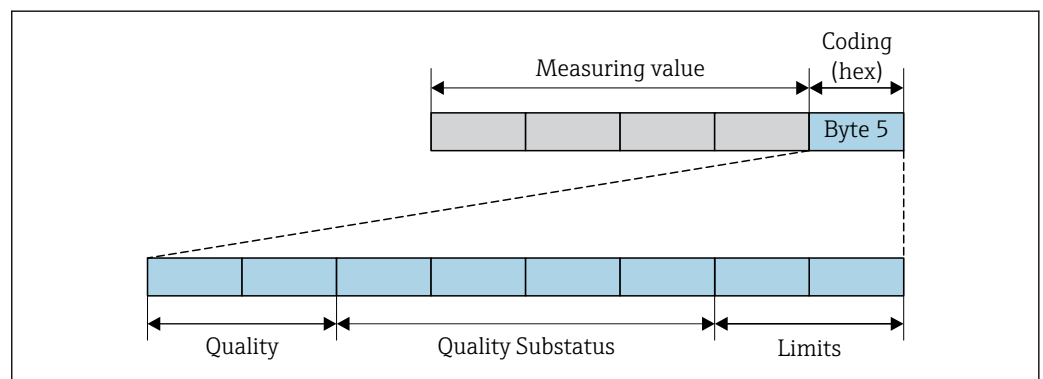 Coding
(hex)
Measuring value
Byte 5
Quality
Quality Substatus
Limits